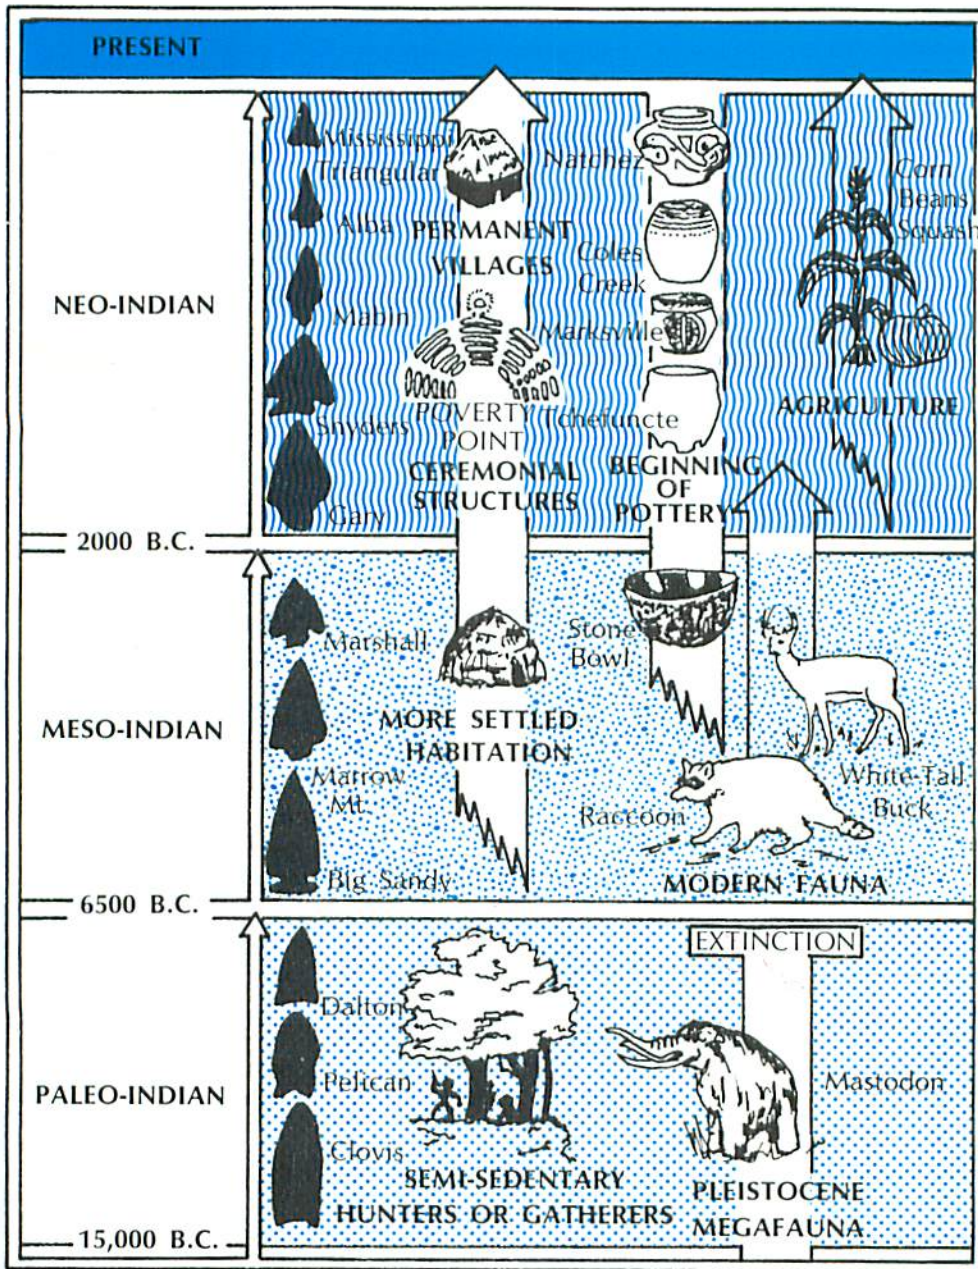 PRESENT
NEO-INDIAN
Mississippi
Triangular
Alba
Mabin
Snyders
Gary
PERMANENT
VILLAGES
POVERTY
POINT
CEREMONIAL
STRUCTURES
Natchez
Coles
Creek
Marksville
Tchefuncte
BEGINNING
OF
POTTERY
Corn
Beans
Squash
AGRICULTURE
2000 B.C.
MESO-INDIAN
Marshall
Marrow
Mt.
Big Sandy
MORE SETTLED
HABITATION
Stone
Bowl
White-Tail
Buck
Raccoon
MODERN FAUNA
6500 B.C.
PALEO-INDIAN
Dalton
Pelican
Clovis
SEMI-SEDENTARY
HUNTERS OR GATHERERS
EXTINCTION
Mastodon
PLEISTOCENE
MEGAFAUNA
15,000 B.C.